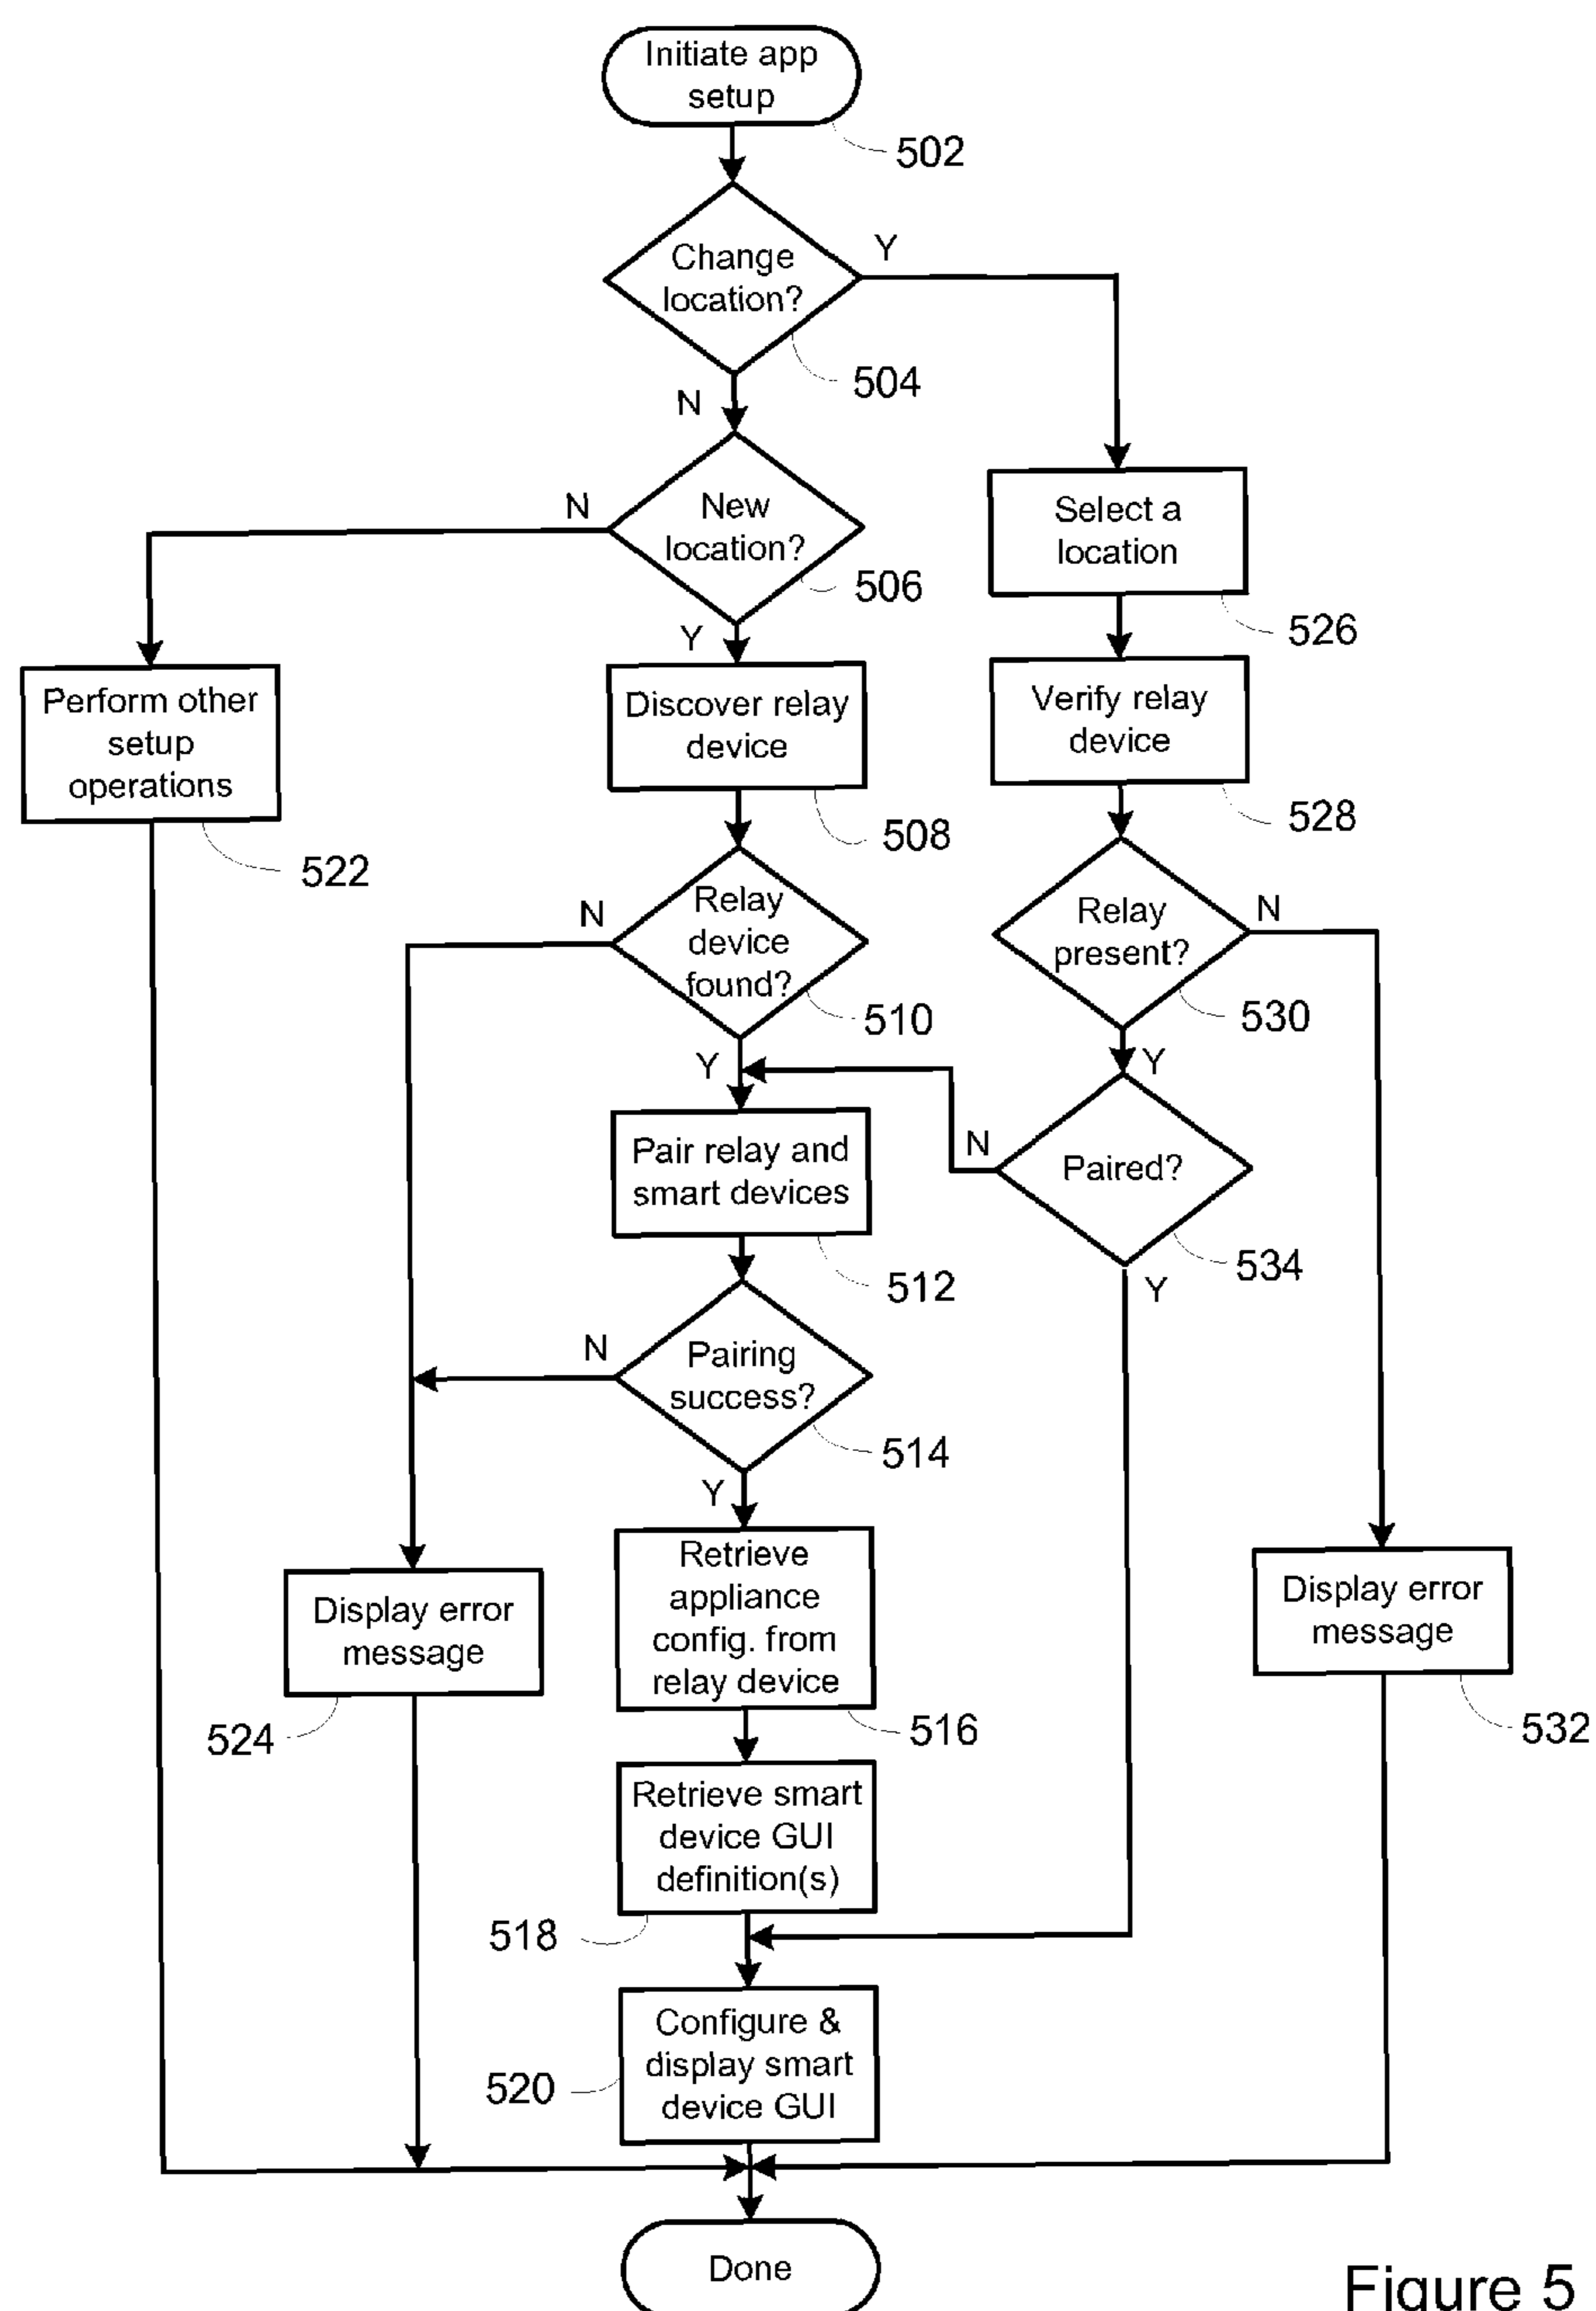 Initiate app
setup
502
Change
location?
Y
504
N
New
location?
N
506
Y
Select a
location
526
Perform other
setup
operations
522
Discover relay
device
508
Verify relay
device
528
Relay
device
found?
N
510
Y
Relay
present?
N
530
Y
Pair relay and
smart devices
512
Paired?
N
534
Y
Pairing
success?
N
514
Y
Retrieve
appliance
config. from
relay device
516
Display error
message
524
Display error
message
532
Retrieve smart
device GUI
definition(s)
518
Configure &
display smart
device GUI
520
Done
Figure 5